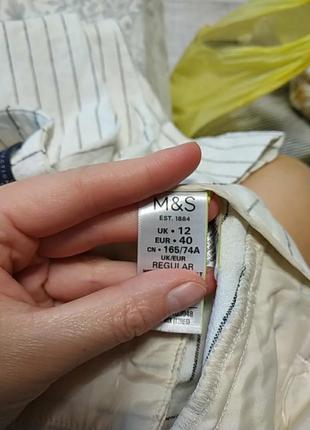 M&S
EST. 1884
UK • 12
EUR • 40
CN • 165/74A
UK/EUR
REGULAR